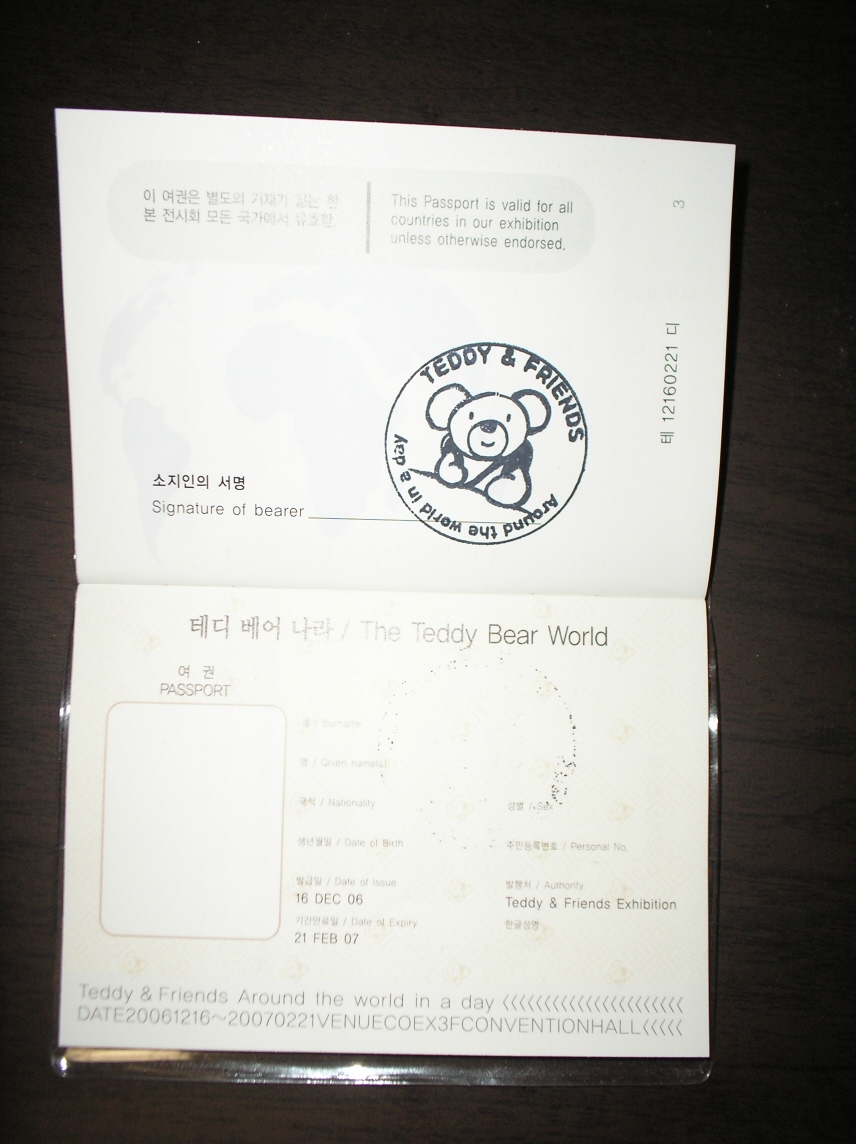 이 여권은 별도의 기재가 없는 한
본 전시회 모든 국가에서 유효함.
This Passport is valid for all
countries in our exhibition
unless otherwise endorsed.
3
테 12160221 디
TEDDY & FRIENDS
Around the world in a day
소지인의 서명
Signature of bearer
테디 베어 나라 / The Teddy Bear World
여 권
PASSPORT
성 / Surname
명 / Given name(s)
국적 / Nationality
성별 / Sex
생년월일 / Date of Birth
주민등록번호 / Personal No.
발급일 / Date of Issue
발행처 / Authority
16 DEC 06
Teddy & Friends Exhibition
기간만료일 / Date of Expiry
한글성명
21 FEB 07
Teddy & Friends Around the world in a day <<<<<<<<<<<<<<<<<<<<<<
DATE20061216~20070221VENUECOEX3FCONVENTIONHALL<<<<<